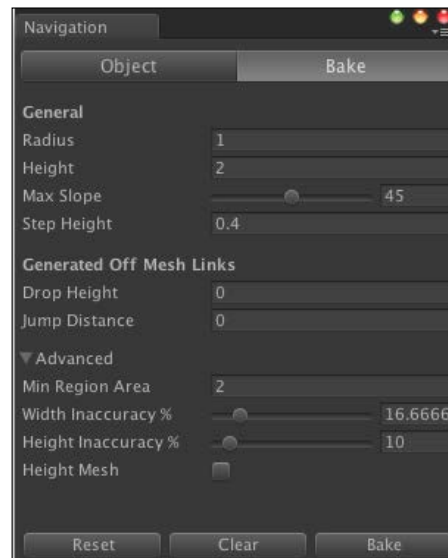 Navigation
Object Bake
General
Radius 1
Height 2
Max Slope 45
Step Height 0.4
Generated Off Mesh Links
Drop Height 0
Jump Distance 0
Advanced
Min Region Area 2
Width Inaccuracy % 16.6666
Height Inaccuracy % 10
Height Mesh
Reset Clear Bake